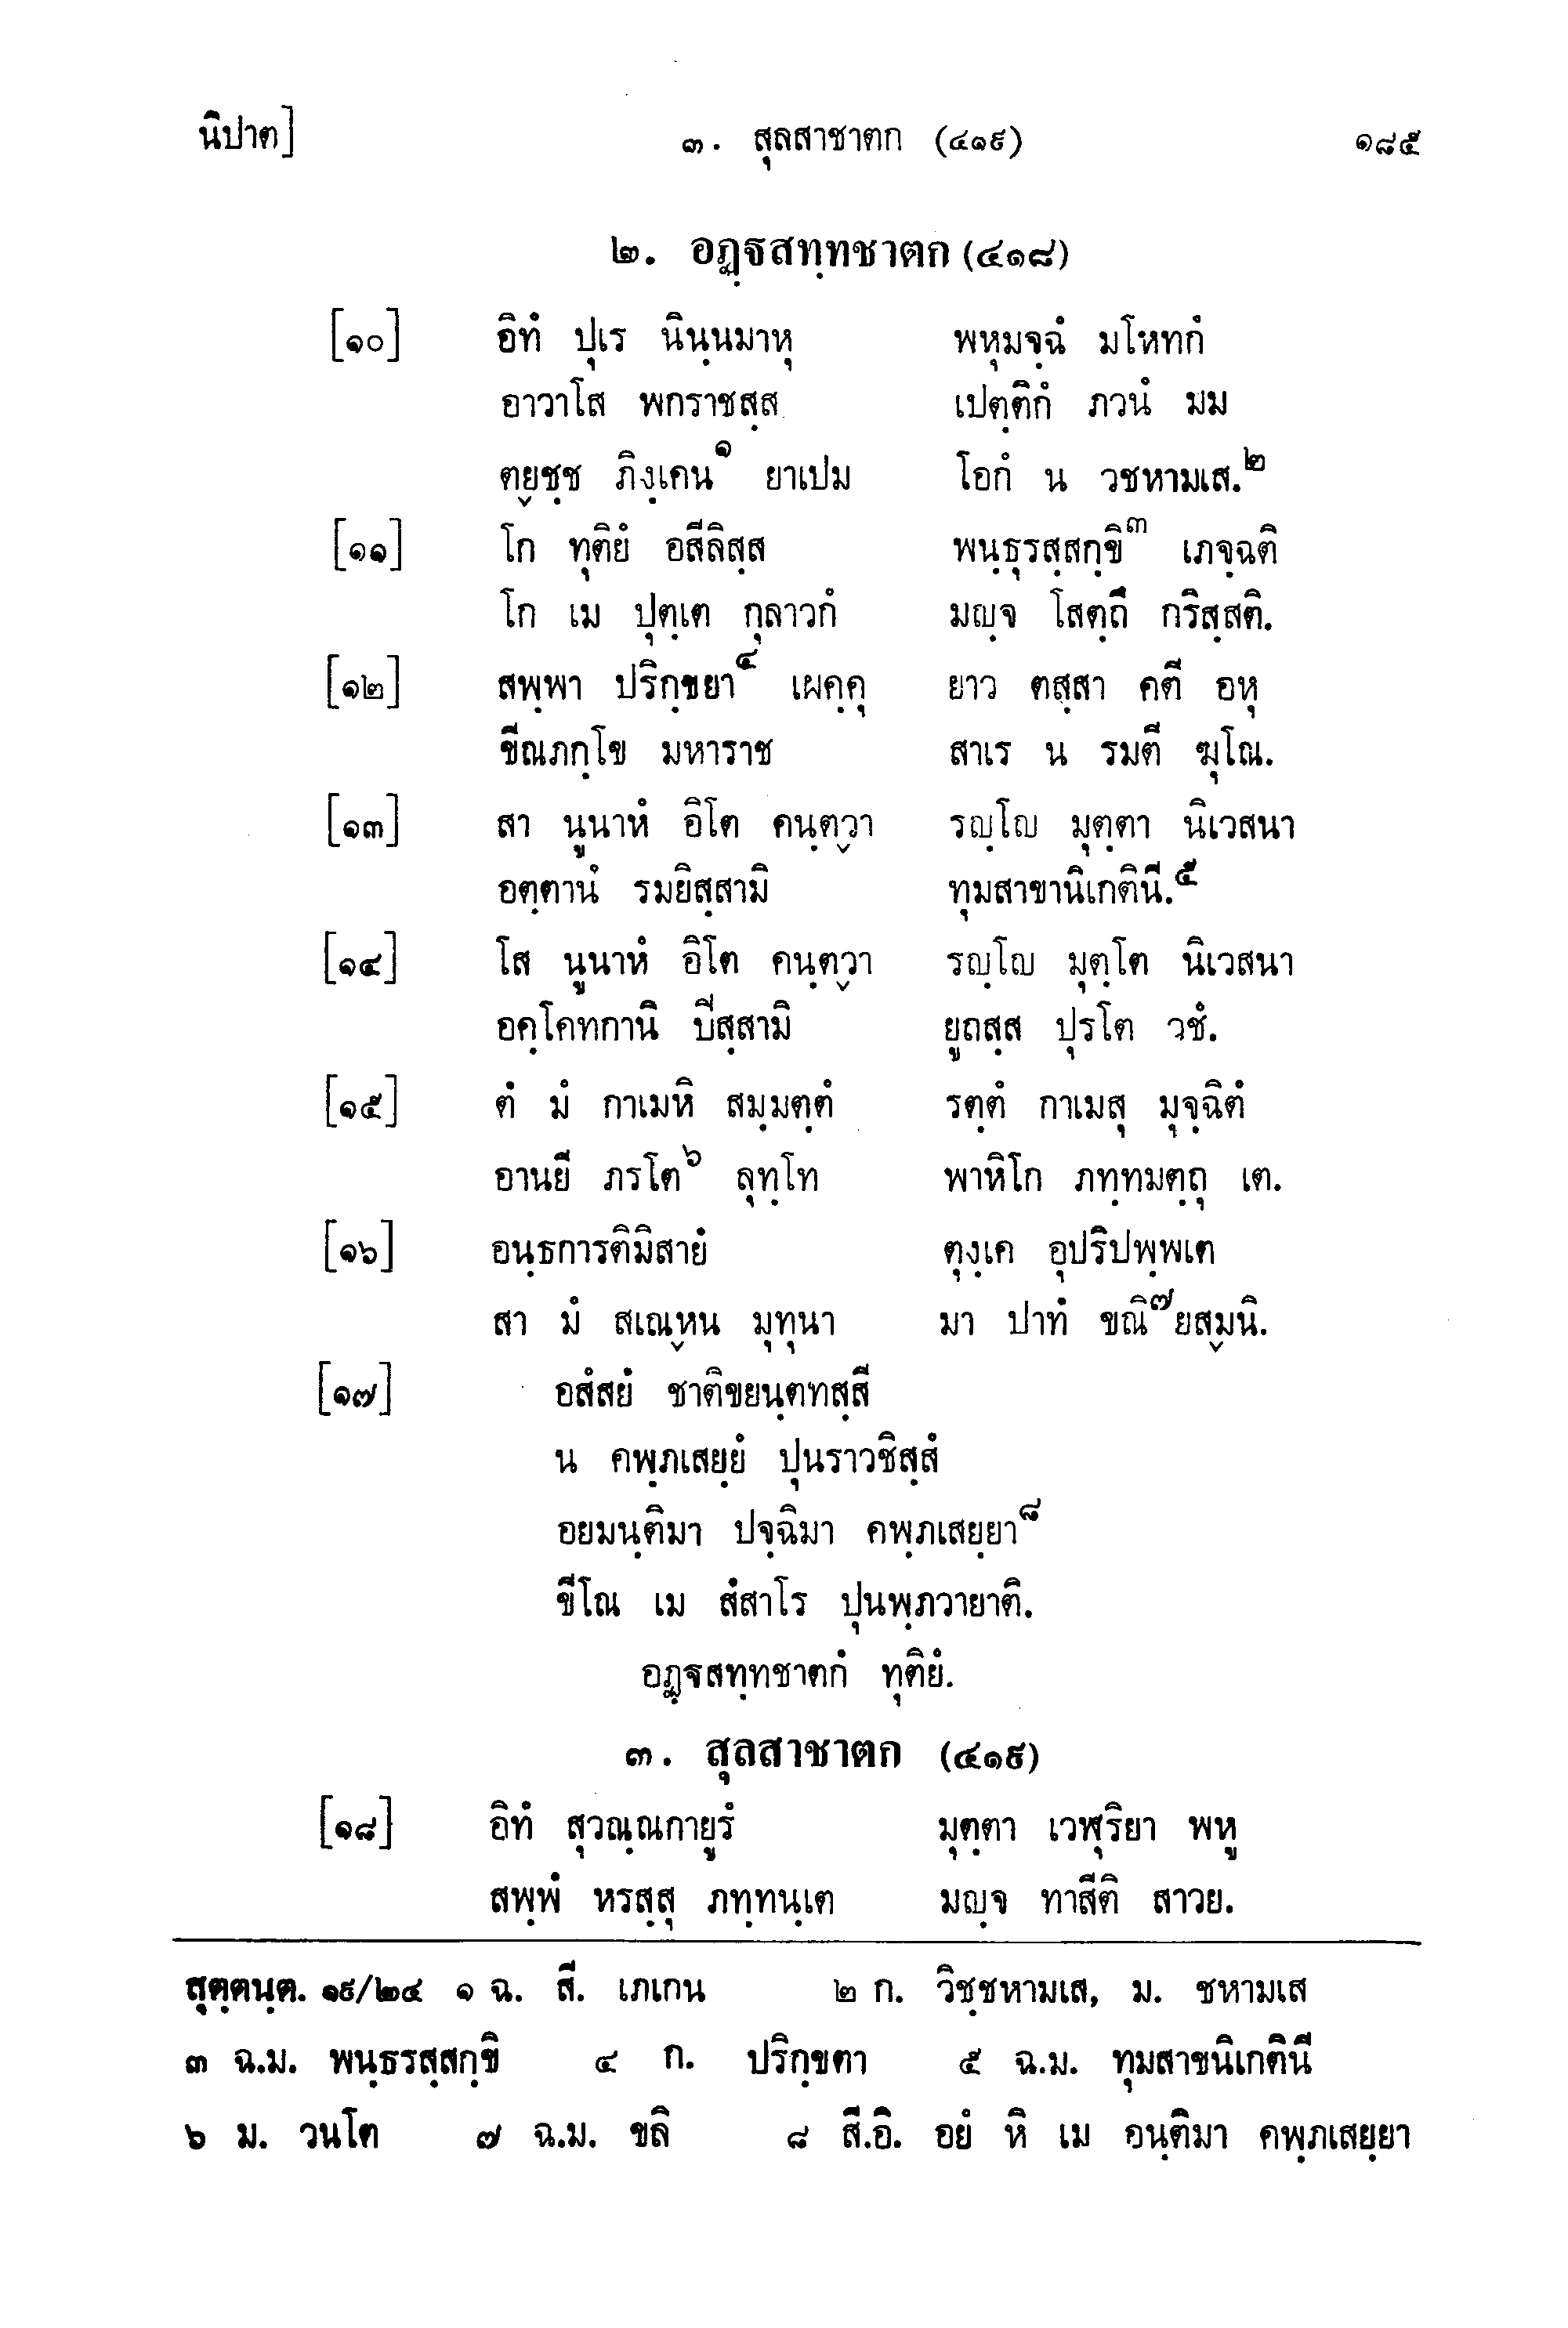 นิปาต] ๓. สุลสาชาตก (๔๑๙) ๑๘๕
๒. อฏฺฐสทฺทชาตก (๔๑๘)
[๑๐] อิทํ ปุเร นินฺนมาหุ พหุมจฺฉํ มโหทกํ
อาวาโส พกราชสฺส เปตฺติกํ ภวนํ มม
ตฺยชฺช ภิงฺเคน๑ ยาเปม โอกํ น วชหามเส.๒
[๑๑] โก ทุติยํ อสีลิสฺส พนฺธุรสฺสกฺขิ๓ เภจฺฉติ
โก เม ปุตฺเต กุลาวกํ มญฺจ โสตฺถึ กริสฺสติ.
[๑๒] สพฺพา ปริกฺขยา๔ เผคฺคุ ยาว ตสฺสา คตี อหุ
ขีณภกฺโข มหาราช สาเร น รมตี ฆุโณ.
[๑๓] สา นูนาหํ อิโต คนฺตฺวา รญฺโญ มุตฺตา นิเวสนา
อตฺตานํ รมยิสฺสามิ ทุมสาขานิเกตินี.๕
[๑๔] โส นูนาหํ อิโต คนฺตฺวา รญฺโญ มุตฺโต นิเวสนา
อคฺโคทกานิ ปิสฺสามิ ยูถสฺส ปุรโต วชํ.
[๑๕] ตํ มํ กาเมหิ สมฺมตฺตํ รตฺตํ กาเมสุ มุจฺฉิตํ
อานยี ภรโต๖ ลุทฺโท พาหิโก ภทฺทมตฺถุ เต.
[๑๖] อนฺธการติมิสายํ ตุงฺเค อุปริปพฺพเต
สา มํ สเณฺหน มุทุนา มา ปาทํ ขณิ๗ยสฺมนิ.
[๑๗] อสํสยํ ชาติขยนฺตทสฺสี
น คพฺภเสยฺยํ ปุนราวชิสฺสํ
อยมนฺติมา ปจฺฉิมา คพฺภเสยฺยา๘
ขีโณ เม สํสาโร ปุนพฺภวายาติ.
อฏฺฐสทฺทชาตกํ ทุติยํ.
๓. สุลสาชาตก (๔๑๙)
[๑๘] อิทํ สุวณฺณกายูรํ มุตฺตา เวฬุริยา พหู
สพฺพํ หรสฺสุ ภทฺทนฺเต มญฺจ ทาสีติ สาวย.
สุตฺตนฺต. ๑๙/๒๔ ๑ ฉ. สี. เภเกน ๒ ก. วิชฺชหามเส, ม. ชหามเส
๓ ฉ.ม. พนฺธรสฺสกฺขิ ๔ ก. ปริกฺขตา ๕ ฉ.ม. ทุมสาขนิเกตินี
๖ ม. วนโต ๗ ฉ.ม. ขลิ ๘ สี.อิ. อยํ หิ เม อนฺติมา คพฺภเสยฺยา